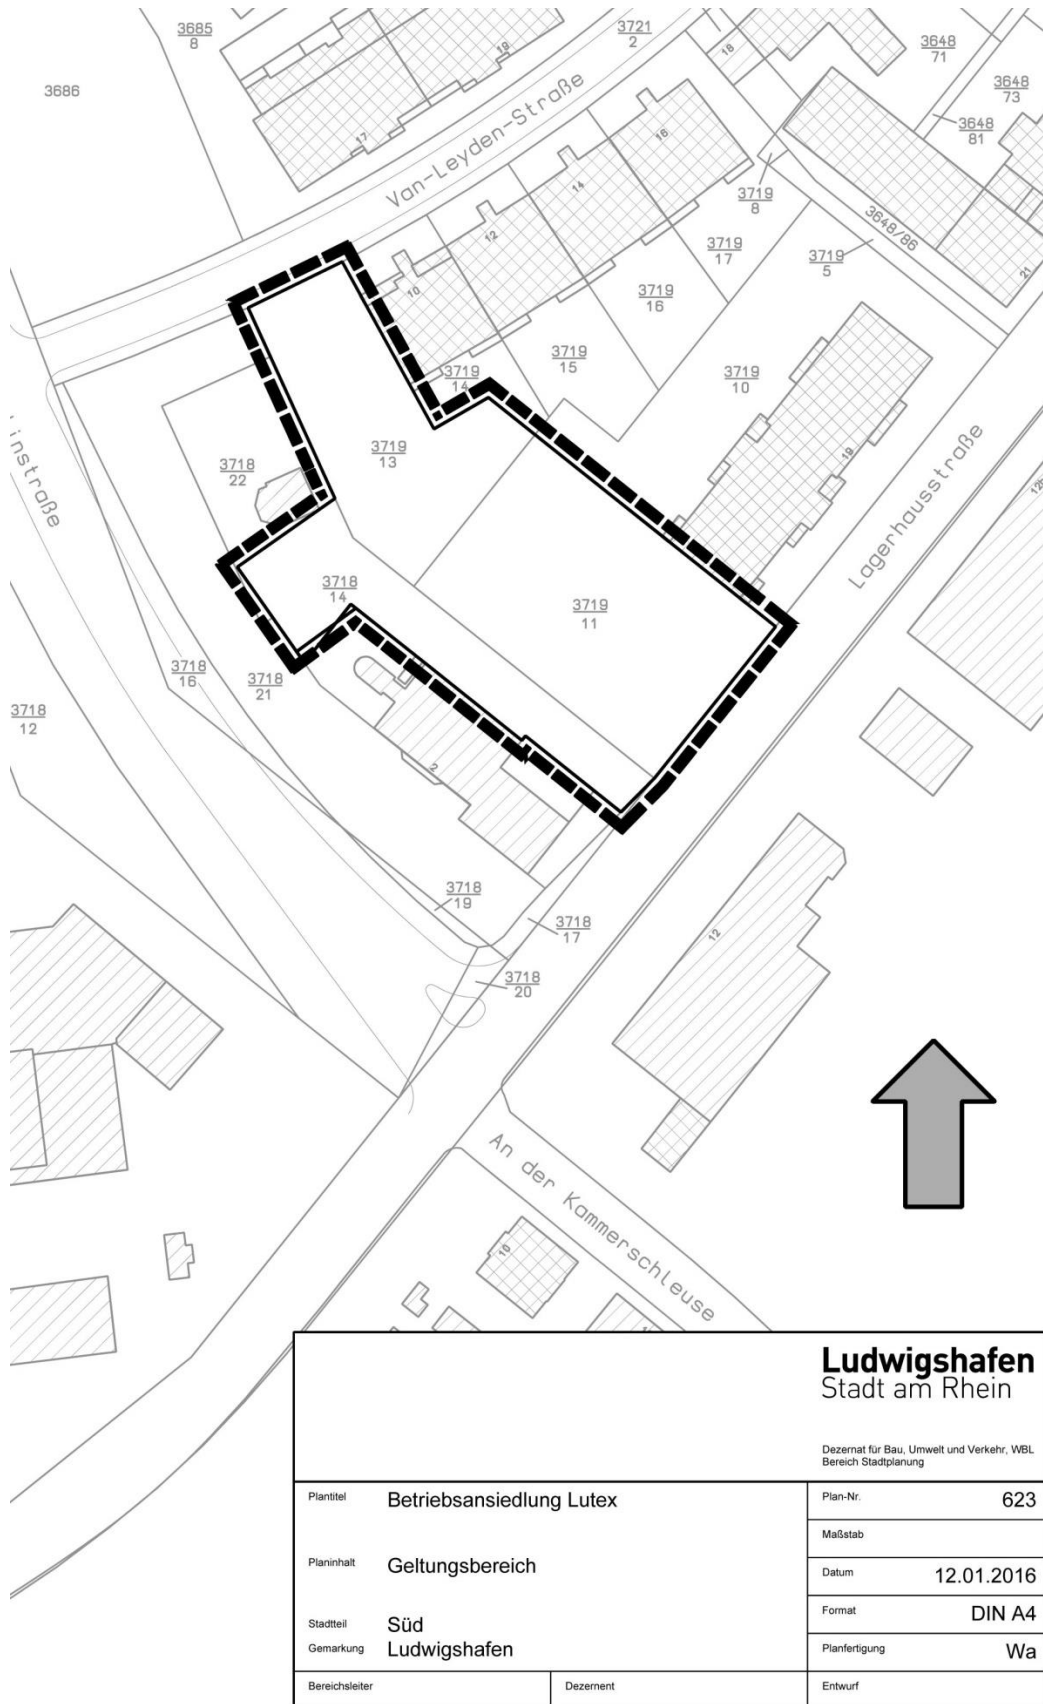 3685
8
3721
2
19
18
3648
71
3686
3648
73
3648
81
17
Van-Leyden-Straße
16
14
3719
8
3648/86
12
3719
17
3719
5
21
10
3719
16
3719
15
3719
14
3719
10
3719
13
19
Lagerhausstraße
3718
22
instraße
3718
14
3719
11
3718
16
3718
21
3718
12
2
3718
19
3718
17
12
3718
20
An der Kammerschleuse
10
Ludwigshafen
Stadt am Rhein
Dezernat für Bau, Umwelt und Verkehr, WBL
Bereich Stadtplanung
Plantitel Betriebsansiedlung Lutex
Plan-Nr. 623
Maßstab
Planinhalt Geltungsbereich
Datum 12.01.2016
Format DIN A4
Stadtteil Süd
Gemarkung Ludwigshafen
Planfertigung Wa
Bereichsleiter
Dezernent
Entwurf